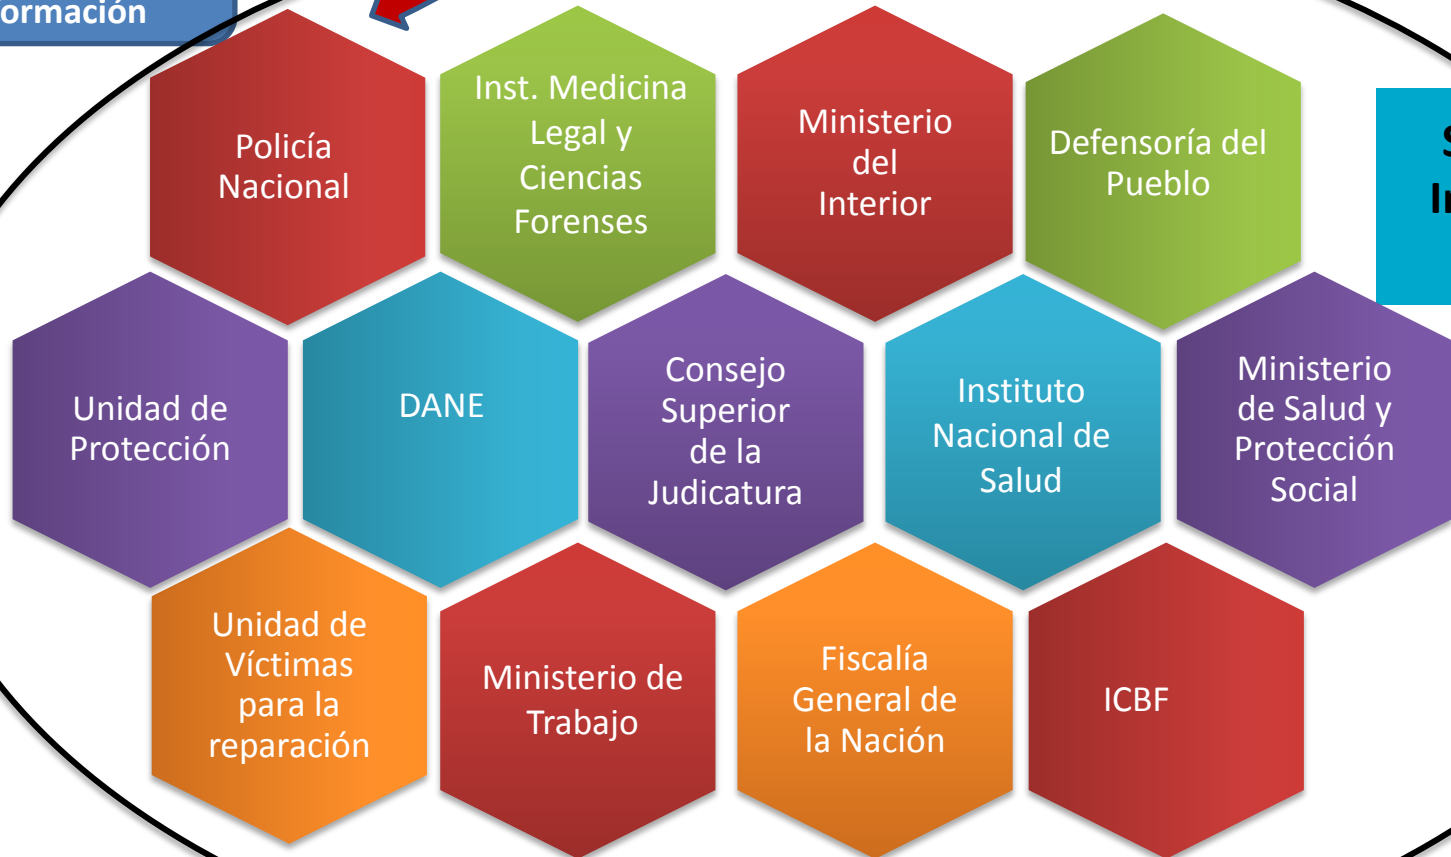 Policía
Nacional
Inst. Medicina
Legal y
Ciencias
Forenses
Ministerio
del
Interior
Defensoría del
Pueblo
Unidad de
Protección
DANE
Consejo
Superior
de la
Judicatura
Instituto
Nacional de
Salud
Ministerio
de Salud y
Protección
Social
Unidad de
Víctimas
para la
reparación
Ministerio de
Trabajo
Fiscalía
General de
la Nación
ICBF